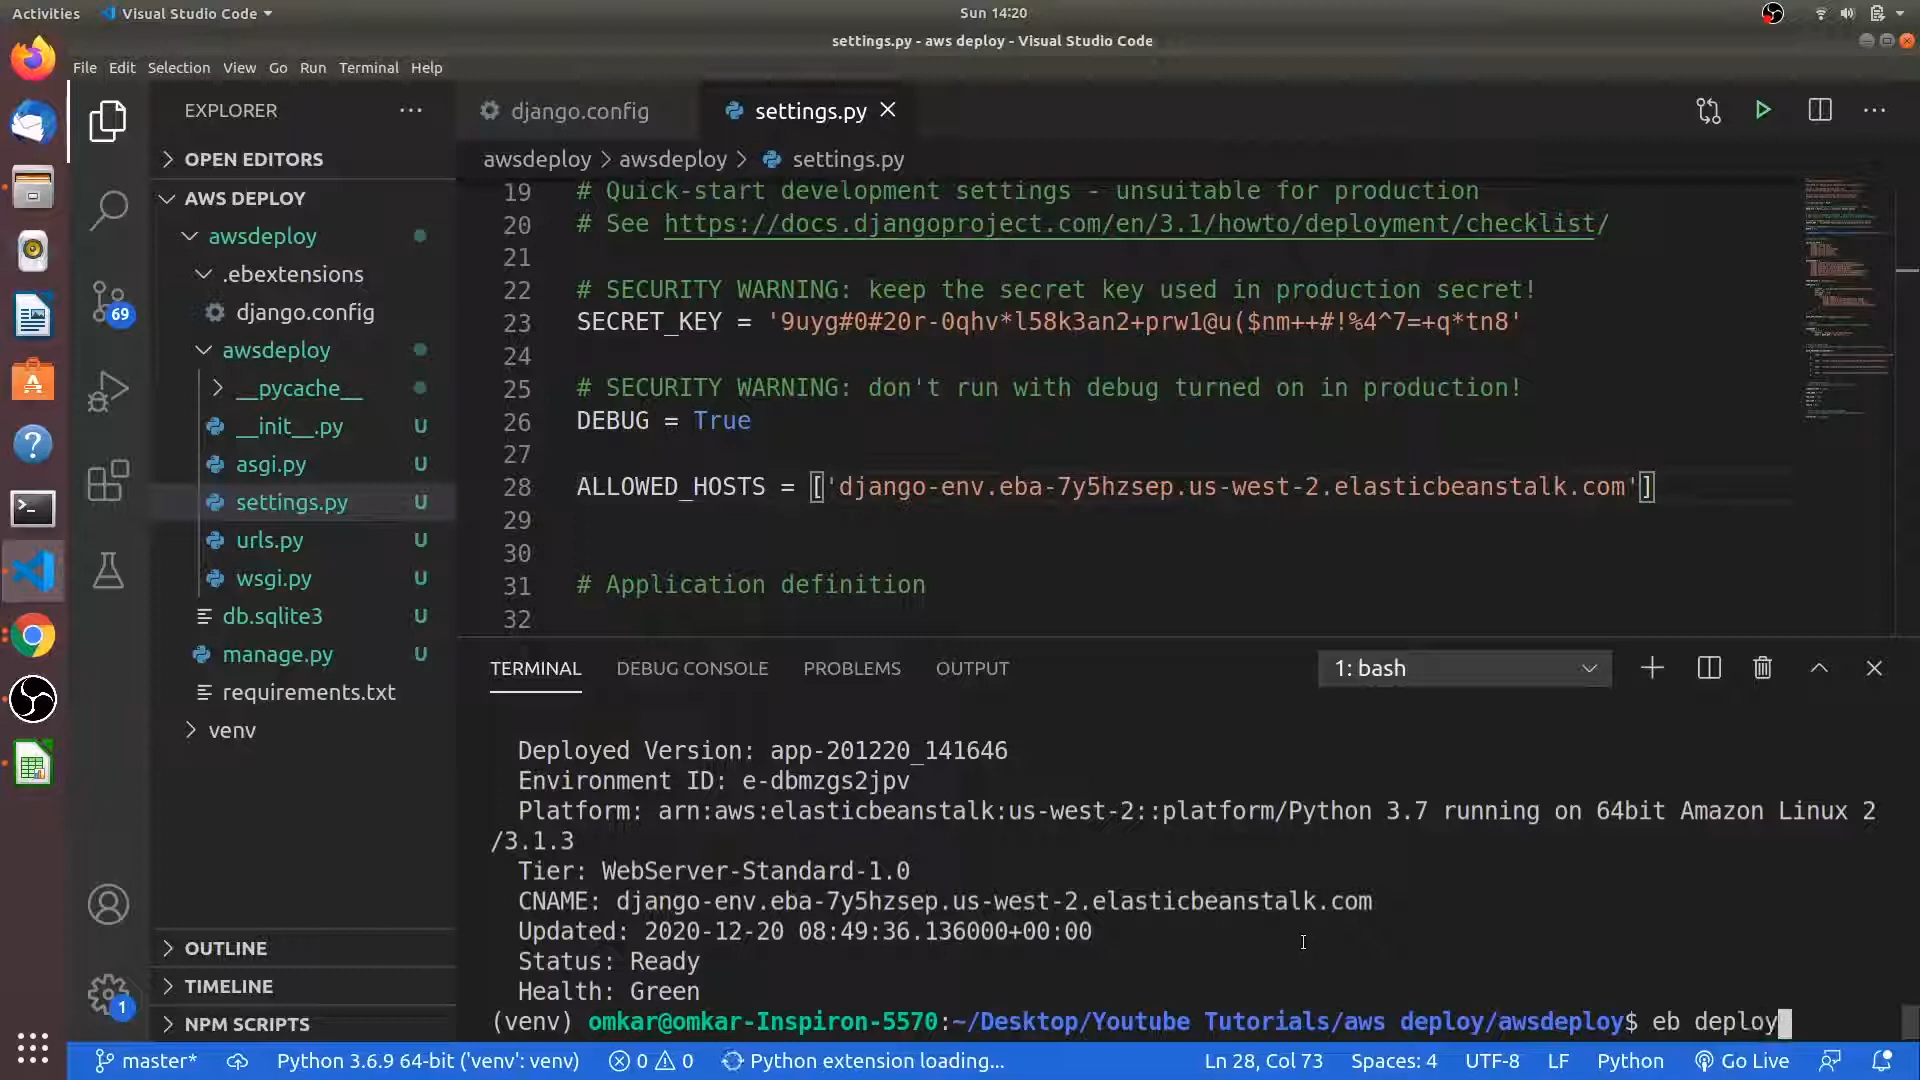 Activities
Visual Studio Code
Sun 14:20
settings.py - aws deploy - Visual Studio Code
File Edit Selection View Go Run Terminal Help
EXPLORER
OPEN EDITORS
AWS DEPLOY
awsdeploy
.ebextensions
django.config
awsdeploy
__pycache__
__init__.py U
asgi.py U
settings.py U
urls.py U
wsgi.py U
db.sqlite3 U
manage.py U
requirements.txt
venv
OUTLINE
TIMELINE
NPM SCRIPTS
69
1
django.config
settings.py
awsdeploy > awsdeploy > settings.py
19 # Quick-start development settings - unsuitable for production
20 # See https://docs.djangoproject.com/en/3.1/howto/deployment/checklist/
21
22 # SECURITY WARNING: keep the secret key used in production secret!
23 SECRET_KEY = '9uyg#0#20r-0qhv*l58k3an2+prw1@u($nm++#!%4^7=+q*tn8'
24
25 # SECURITY WARNING: don't run with debug turned on in production!
26 DEBUG = True
27
28 ALLOWED_HOSTS = ['django-env.eba-7y5hzsep.us-west-2.elasticbeanstalk.com']
29
30
31 # Application definition
32
TERMINAL DEBUG CONSOLE PROBLEMS OUTPUT
1: bash
Deployed Version: app-201220_141646
Environment ID: e-dbmzgs2jpv
Platform: arn:aws:elasticbeanstalk:us-west-2::platform/Python 3.7 running on 64bit Amazon Linux 2
/3.1.3
Tier: WebServer-Standard-1.0
CNAME: django-env.eba-7y5hzsep.us-west-2.elasticbeanstalk.com
Updated: 2020-12-20 08:49:36.136000+00:00
Status: Ready
Health: Green
(venv) omkar@omkar-Inspiron-5570:~/Desktop/Youtube Tutorials/aws deploy/awsdeploy$ eb deploy
master* Python 3.6.9 64-bit ('venv': venv) 0 0 Python extension loading... Ln 28, Col 73 Spaces: 4 UTF-8 LF Python Go Live